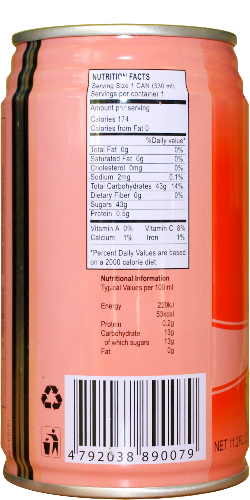 NUTRITION FACTS
Serving Size 1 CAN (330 ml)
Servings per container 1
Amount per serving
Calories 174
Calories from Fat 0
%Daily value*
Total Fat 0g 0%
Saturated Fat 0g 0%
Cholesterol 0mg 0%
Sodium 2mg 0.1%
Total Carbohydrates 43g 14%
Dietary Fiber 0g 0%
Sugars 43g
Protein 0.5g
Vitamin A 0% Vitamin C 8%
Calcium 1% Iron 1%
*Percent Daily Values are based
on a 2000 calorie diet.
Nutritional Information
Typical Values per 100 ml
Energy 220kJ
53kcal
Protein 0.2g
Carbohydrate 13g
of which sugars 13g
Fat 0g
4 792038 890079
NET 11.2FL